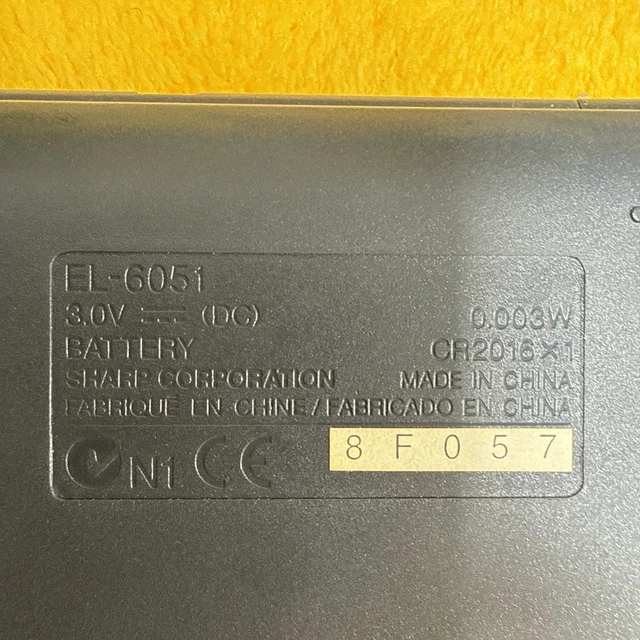 EL-6051
3.0V ⎓ (DC) 0.003W
BATTERY CR2016×1
SHARP CORPORATION MADE IN CHINA
FABRIQUÉ EN CHINE/FABRICADO EN CHINA
N1 CE 8F057